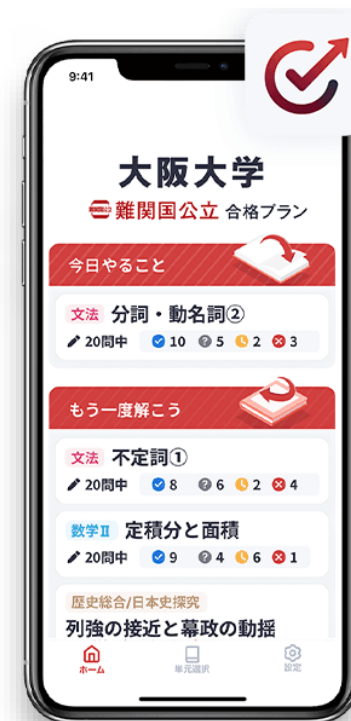 9:41
大阪大学
難関国公立 合格プラン
今日やること
文法 分詞・動名詞②
20問中 10 5 2 3
もう一度解こう
文法 不定詞①
20問中 8 6 2 4
数学Ⅱ 定積分と面積
20問中 9 4 6 1
歴史総合/日本史探究
列強の接近と幕政の動揺
ホーム 単元選択 設定